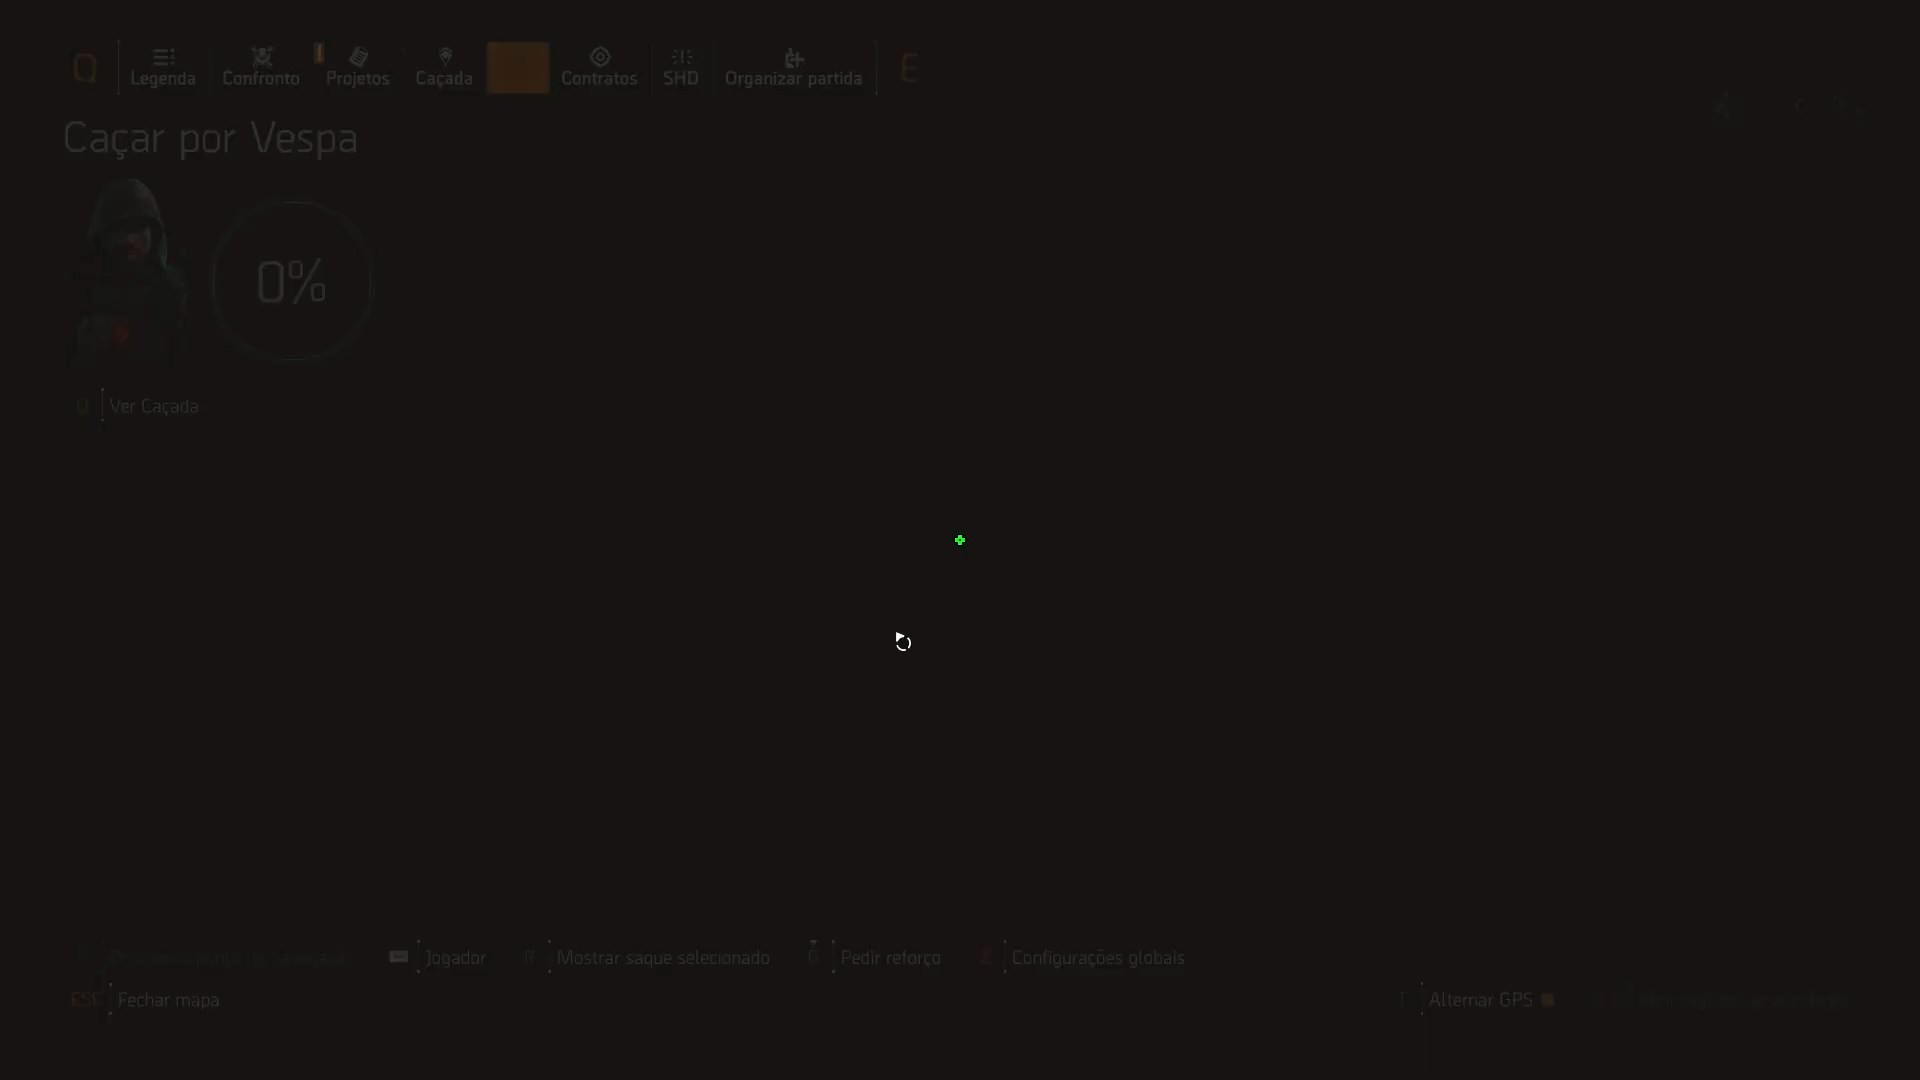 Q Legenda Confronto Projetos Caçada Contratos SHD Organizar partida E
Caçar por Vespa
0%
Ver Caçada
Jogador F Mostrar saque selecionado G Pedir reforço Z Configurações globais
ESC Fechar mapa Alternar GPS